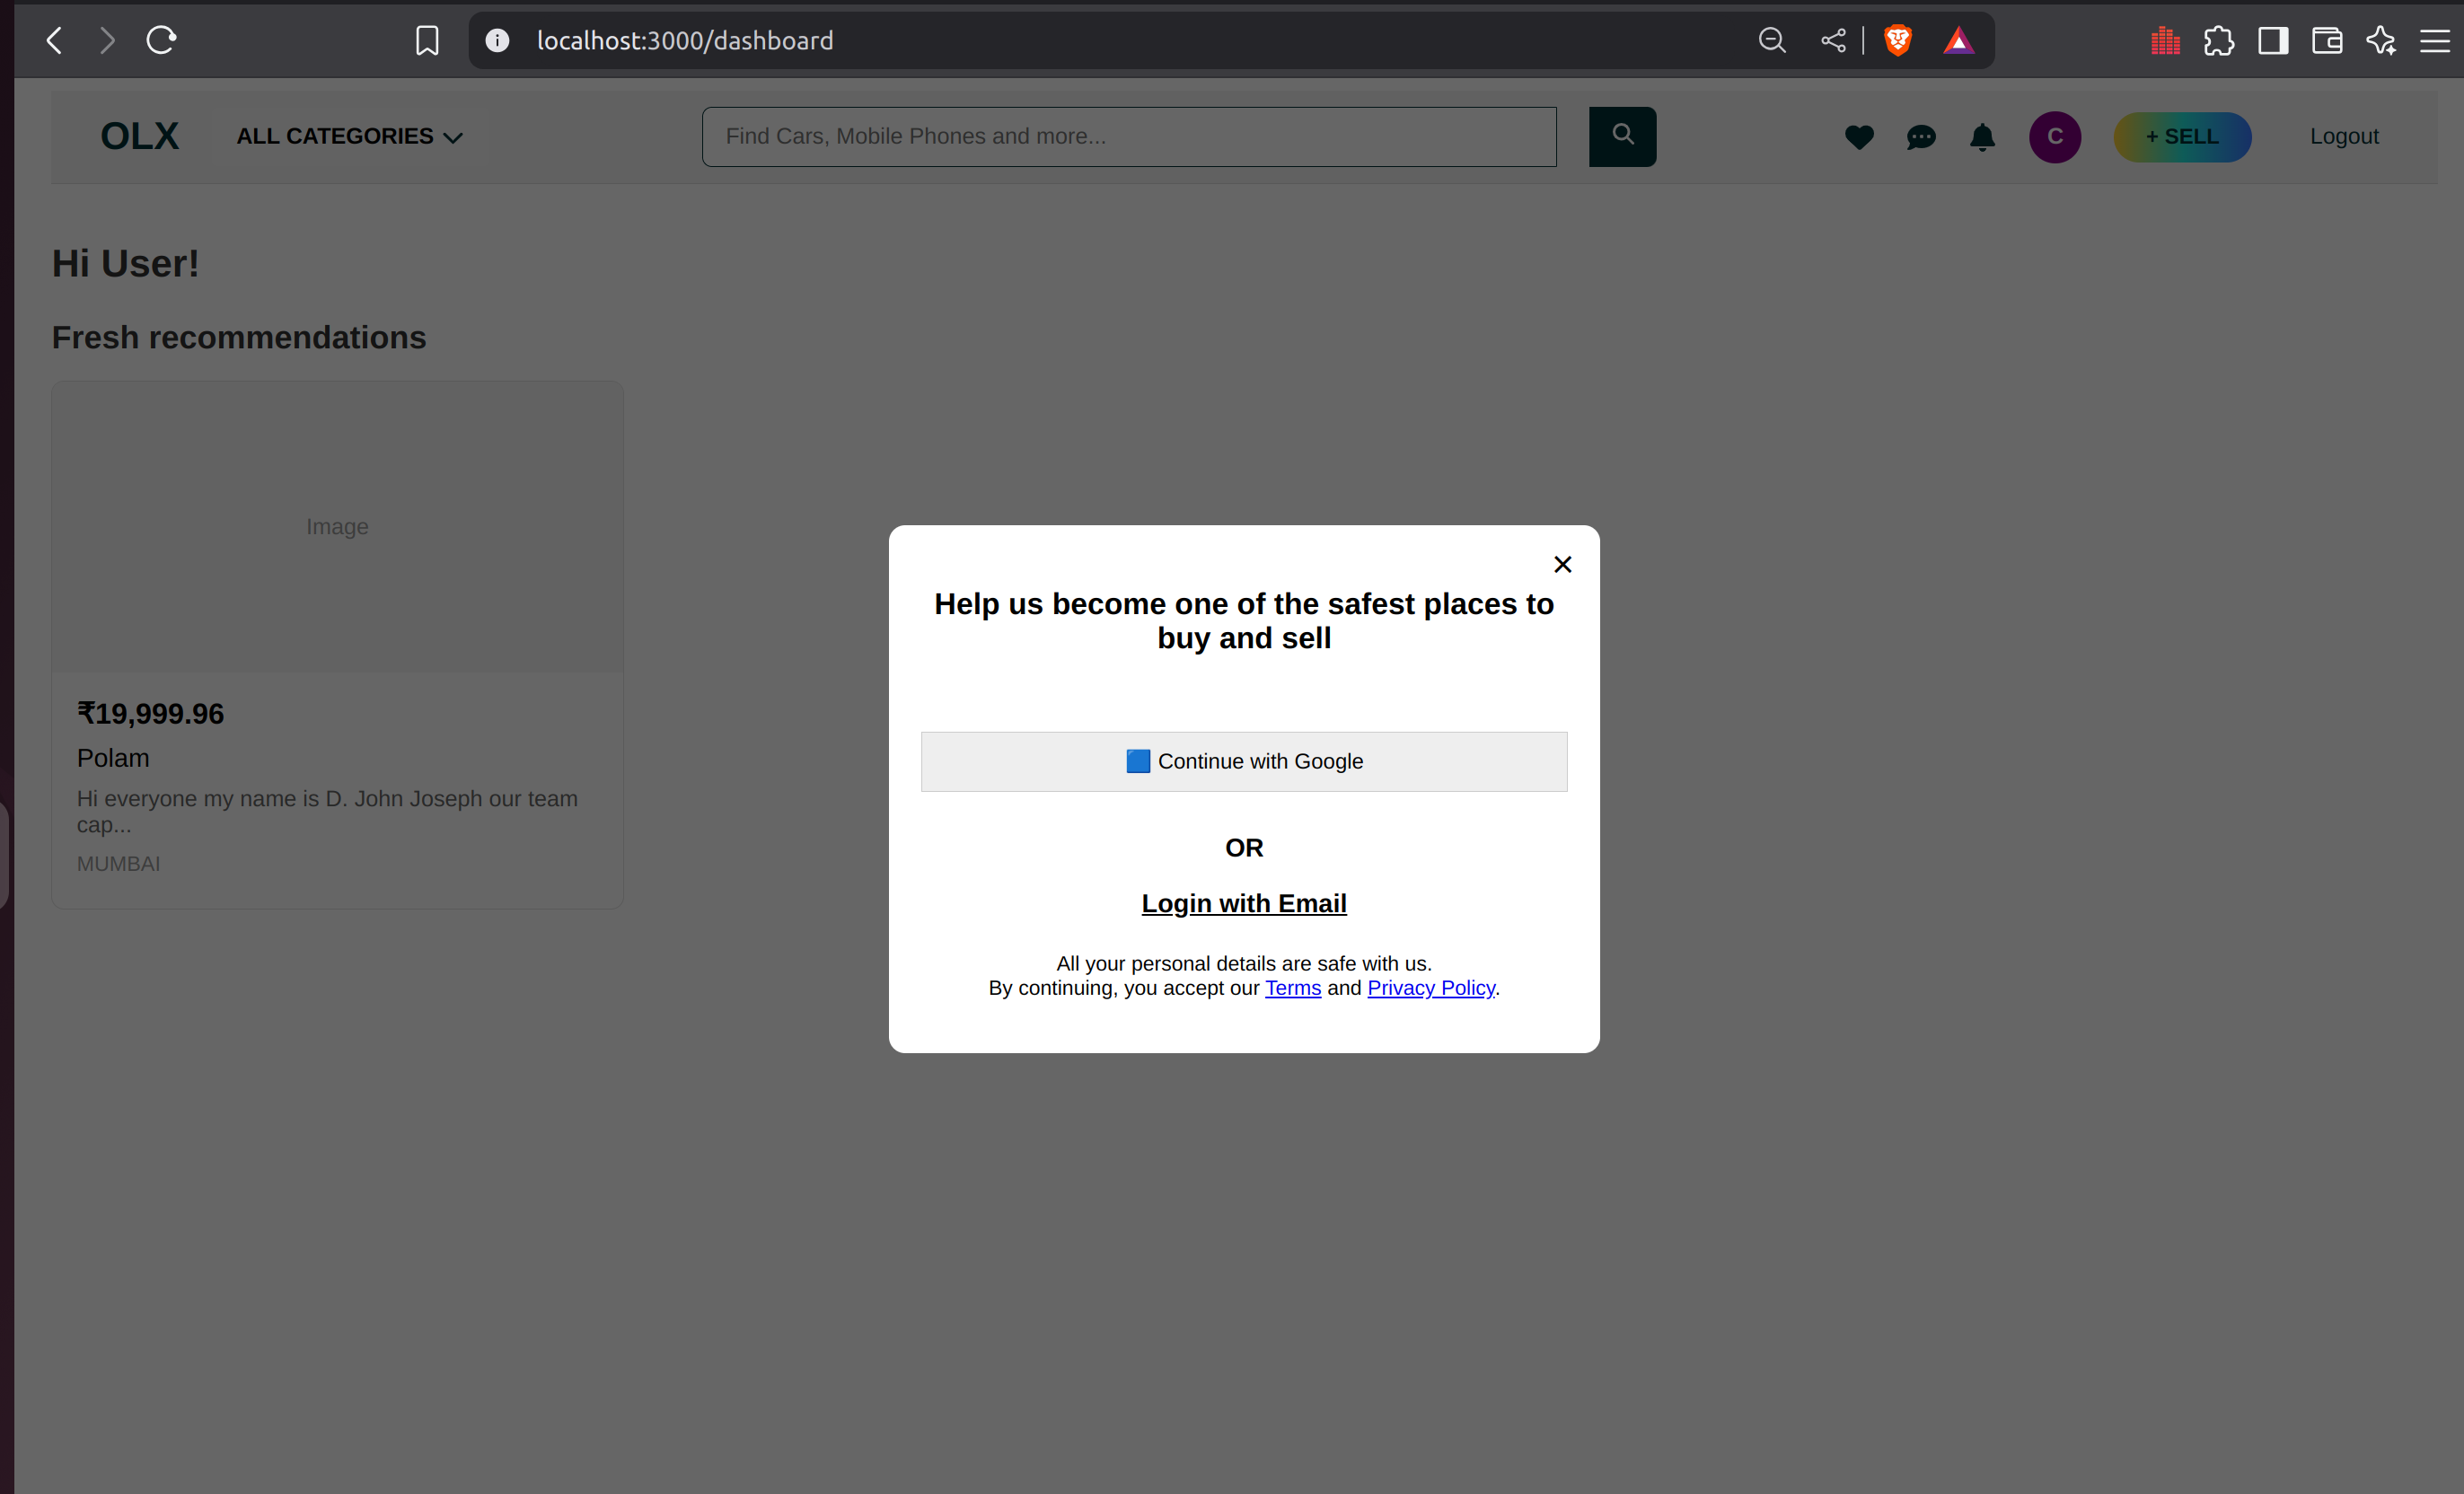 localhost:3000/dashboard
OLX
ALL CATEGORIES
Find Cars, Mobile Phones and more...
C
+ SELL
Logout
Hi User!
Fresh recommendations
Image
₹19,999.96
Polam
Hi everyone my name is D. John Joseph our team
cap...
MUMBAI
✕
Help us become one of the safest places to
buy and sell
Continue with Google
OR
Login with Email
All your personal details are safe with us.
By continuing, you accept our Terms and Privacy Policy.